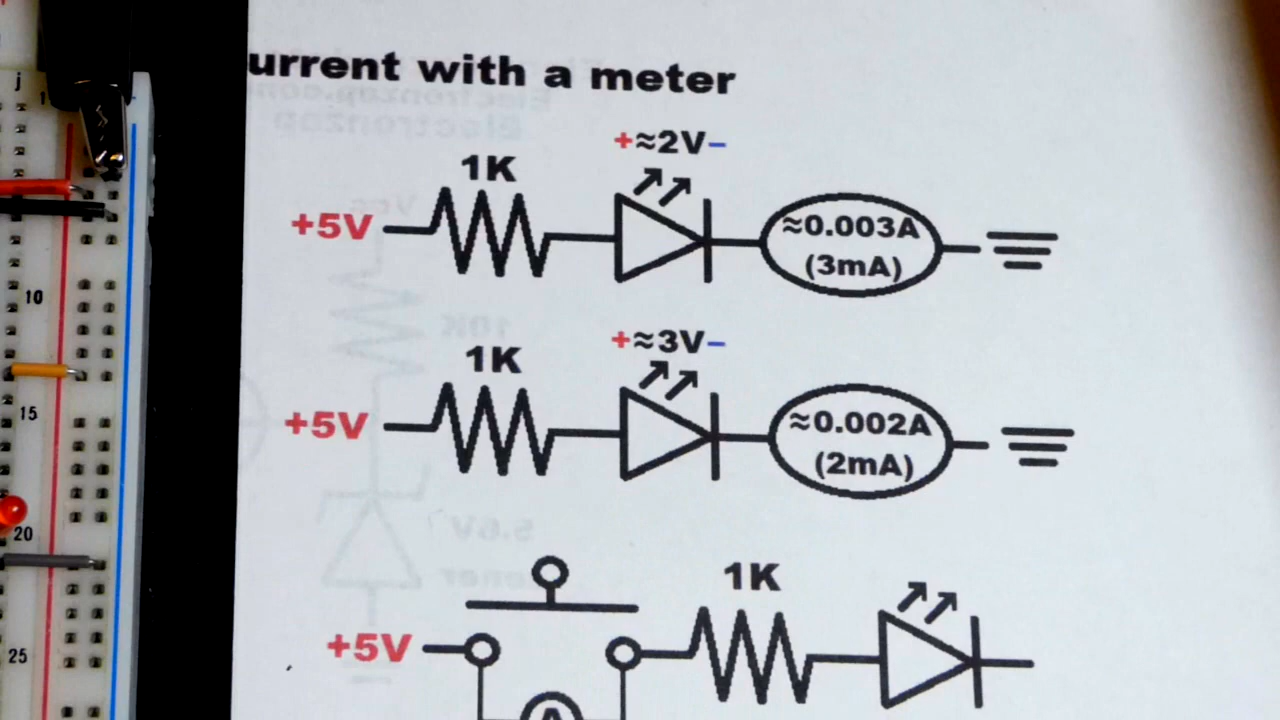 urrent with a meter
+≈2V−
1K
+5V
≈0.003A
(3mA)
+≈3V−
1K
+5V
≈0.002A
(2mA)
1K
+5V
A
j
10
15
20
25